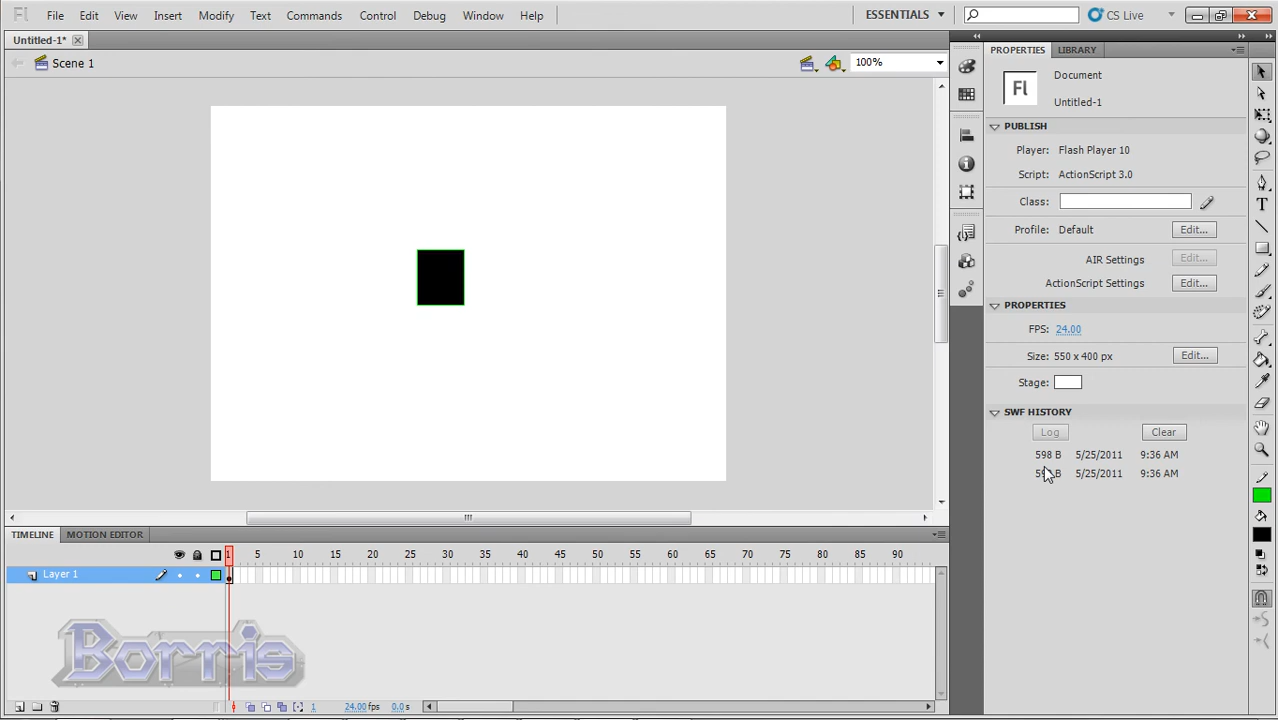 Fl File Edit View Insert Modify Text Commands Control Debug Window Help ESSENTIALS CS Live
Untitled-1*
Scene 1 100%
PROPERTIES LIBRARY
Fl Document
Untitled-1
PUBLISH
Player: Flash Player 10
Script: ActionScript 3.0
Class:
Profile: Default Edit...
AIR Settings Edit...
ActionScript Settings Edit...
PROPERTIES
FPS: 24.00
Size: 550 x 400 px Edit...
Stage:
SWF HISTORY
Log Clear
598 B 5/25/2011 9:36 AM
B 5/25/2011 9:36 AM
TIMELINE MOTION EDITOR
1 5 10 15 20 25 30 35 40 45 50 55 60 65 70 75 80 85 90
Layer 1
Borris
1 24.00 fps 0.0 s